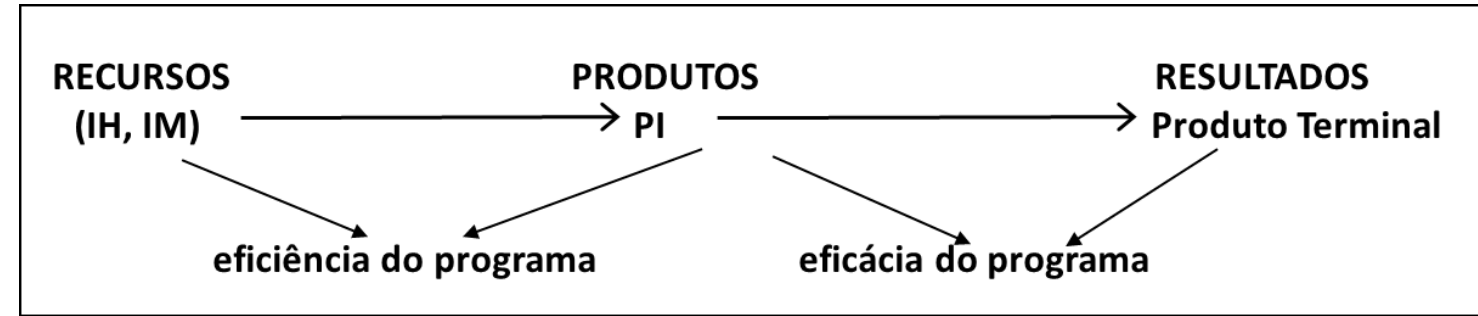 RECURSOS PRODUTOS RESULTADOS
(IH, IM) PI Produto Terminal
eficiência do programa eficácia do programa